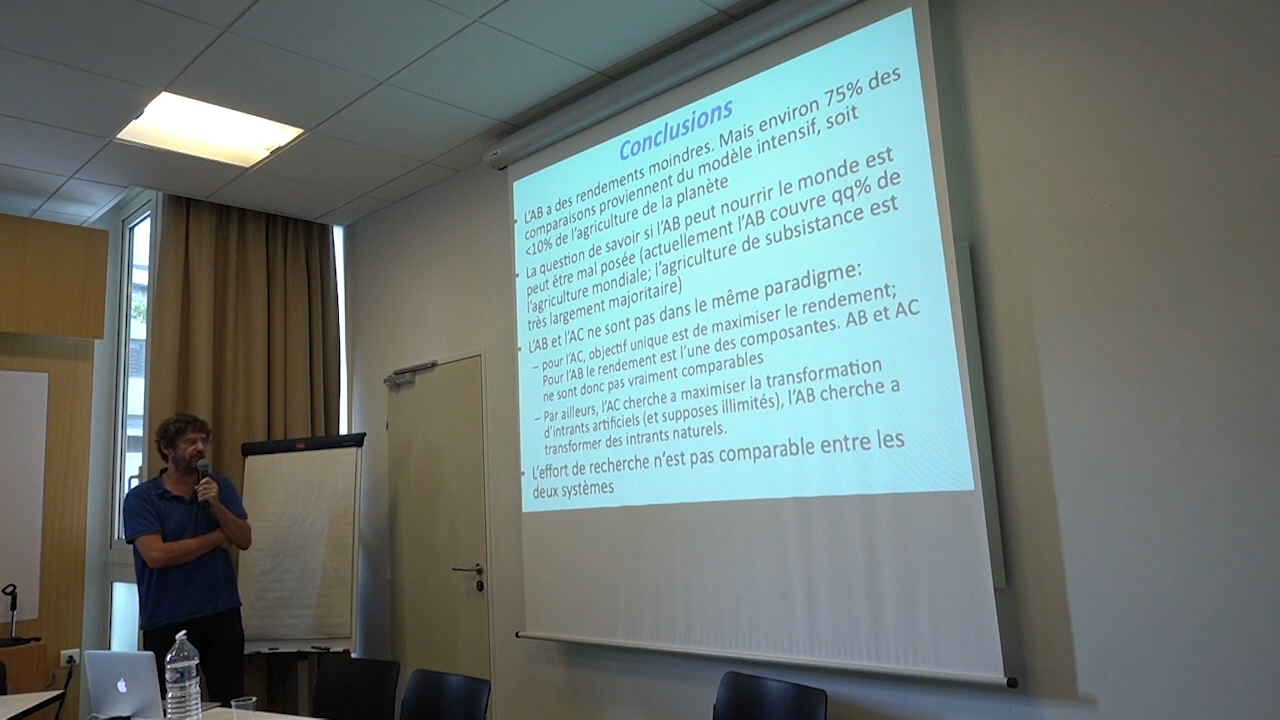 Conclusions
L'AB a des rendements moindres. Mais environ 75% des
comparaisons proviennent du modèle intensif, soit
<10% de l'agriculture de la planète
La question de savoir si l'AB peut nourrir le monde est
peut être mal posée (actuellement l'AB couvre qq% de
l'agriculture mondiale; l'agriculture de subsistance est
très largement majoritaire)
L'AB et l'AC ne sont pas dans le même paradigme:
– pour l'AC, objectif unique est de maximiser le rendement;
Pour l'AB le rendement est l'une des composantes. AB et AC
ne sont donc pas vraiment comparables
– Par ailleurs, l'AC cherche a maximiser la transformation
d'intrants artificiels (et supposes illimités), l'AB cherche a
transformer des intrants naturels.
L'effort de recherche n'est pas comparable entre les
deux systèmes